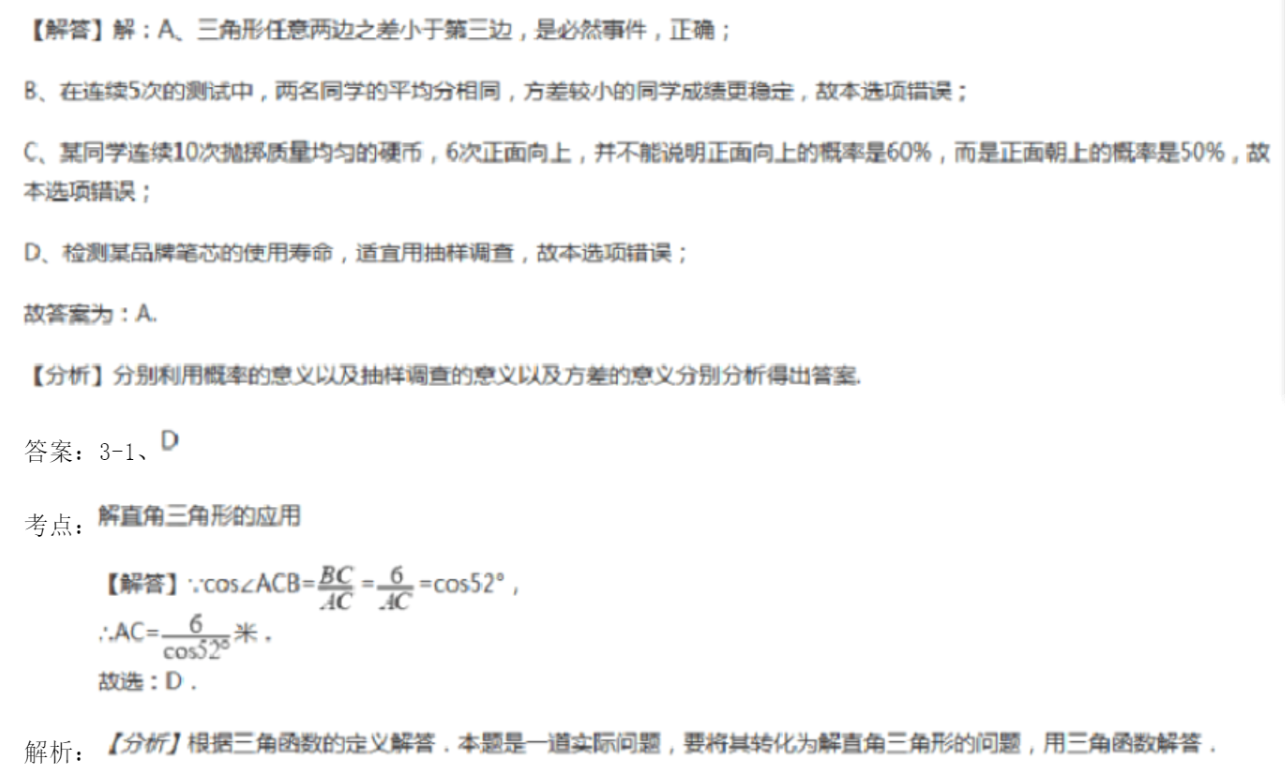 【解答】解：A、三角形任意两边之差小于第三边，是必然事件，正确；
B、在连续5次的测试中，两名同学的平均分相同，方差较小的同学成绩更稳定，故本选项错误；
C、某同学连续10次抛掷质量均匀的硬币，6次正面向上，并不能说明正面向上的概率是60%，而是正面朝上的概率是50%，故
本选项错误；
D、检测某品牌笔芯的使用寿命，适宜用抽样调查，故本选项错误；
故答案为：A.
【分析】分别利用概率的意义以及抽样调查的意义以及方差的意义分别分析得出答案.
答案：3-1、D
考点：解直角三角形的应用
【解答】∵cos∠ACB=BC/AC=6/AC=cos52°，
∴AC=6/cos52°米．
故选：D．
解析：【分析】根据三角函数的定义解答．本题是一道实际问题，要将其转化为解直角三角形的问题，用三角函数解答．